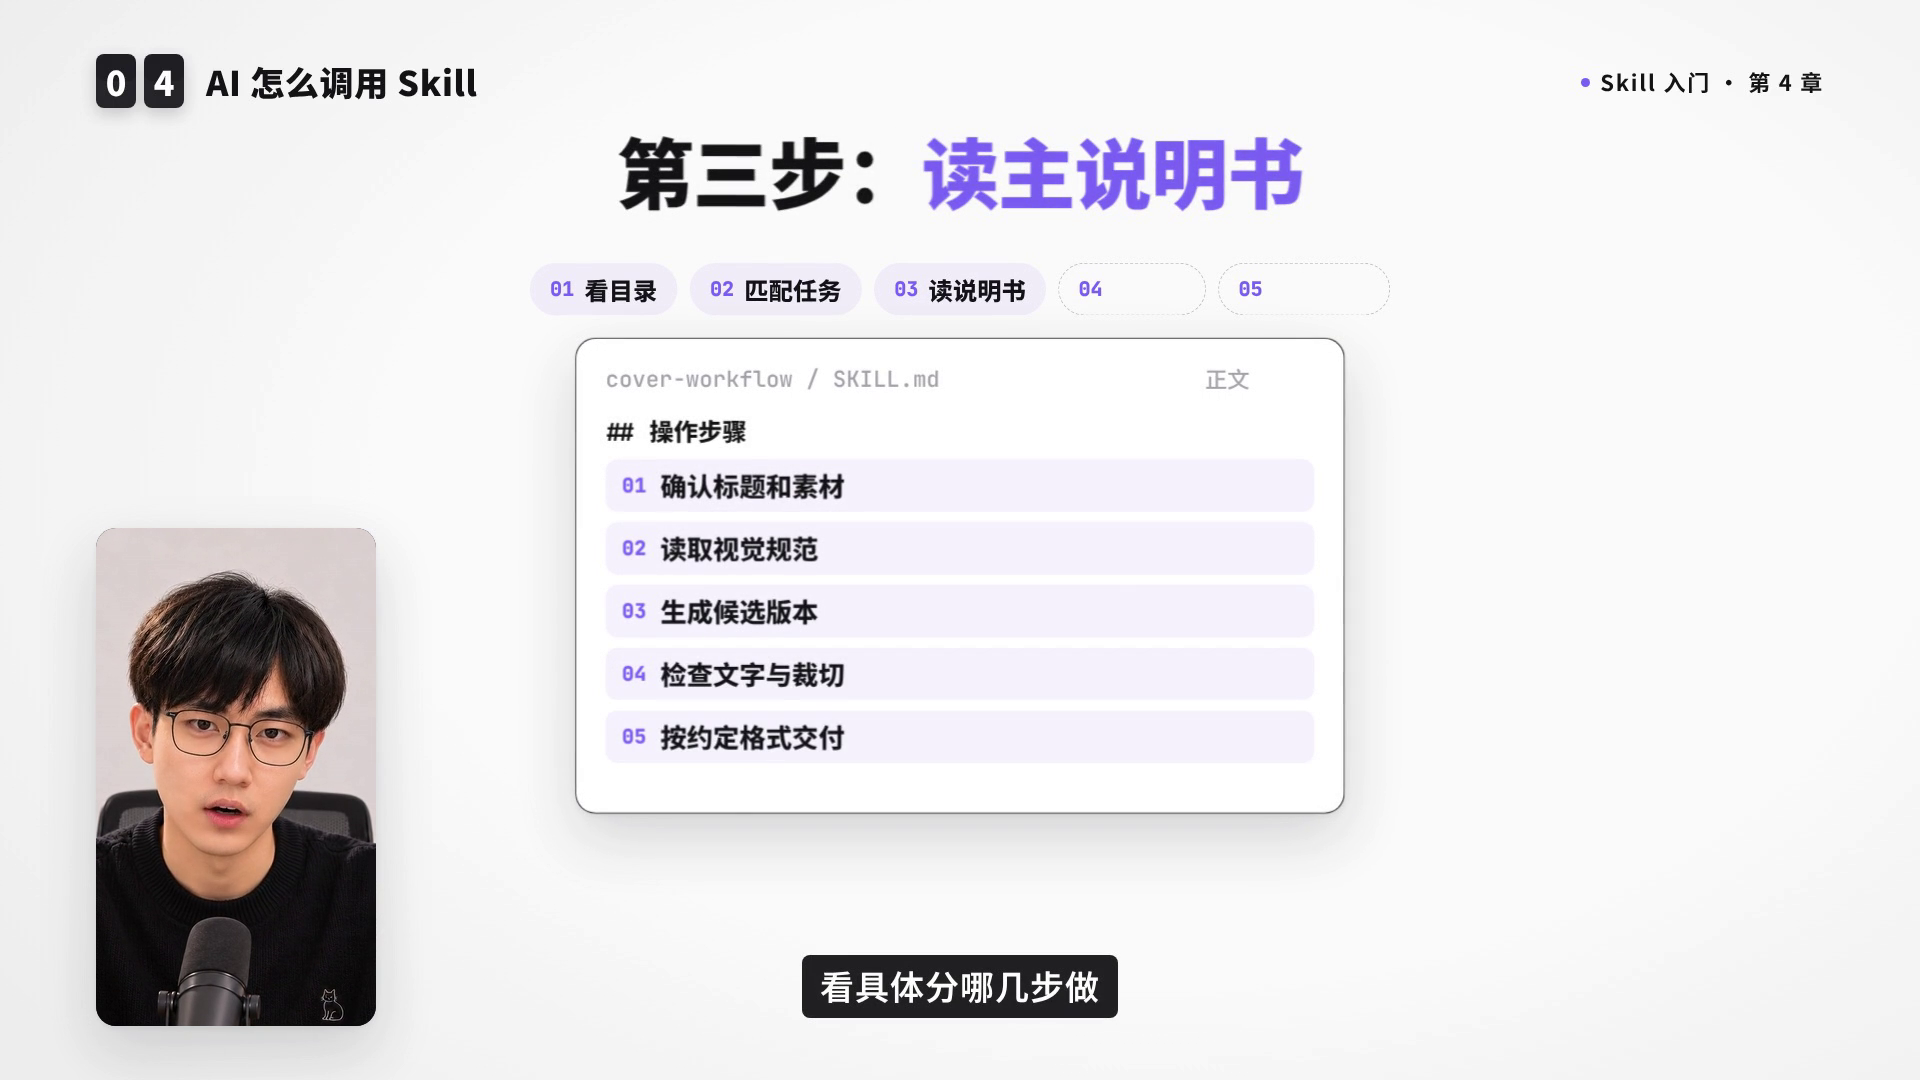 04 AI 怎么调用 Skill
Skill 入门 · 第 4 章
第三步：读主说明书
01 看目录 02 匹配任务 03 读说明书 04 05
cover-workflow / SKILL.md 正文
## 操作步骤
01 确认标题和素材
02 读取视觉规范
03 生成候选版本
04 检查文字与裁切
05 按约定格式交付
看具体分哪几步做